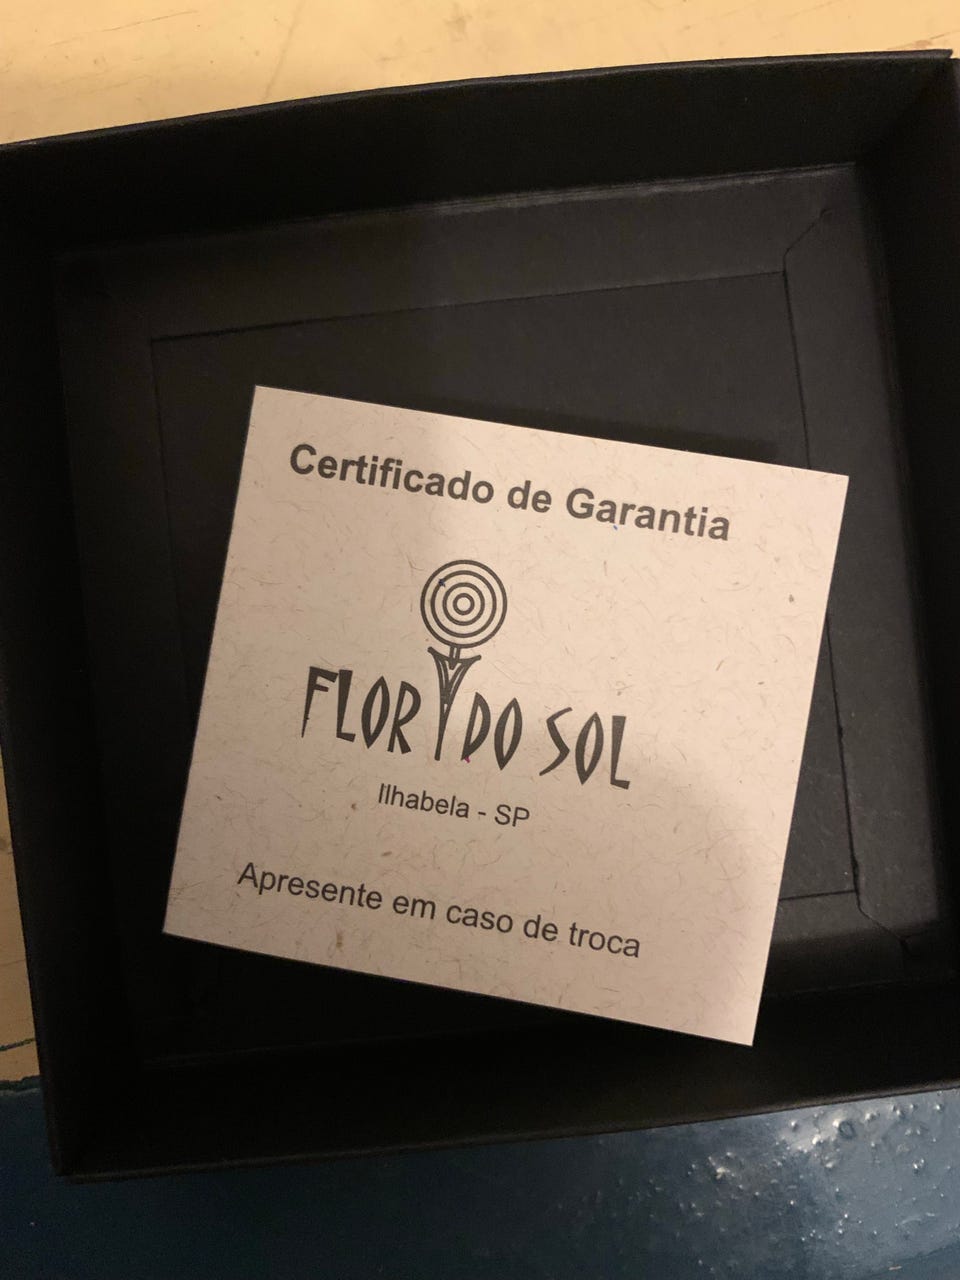 Certificado de Garantia
FLOR DO SOL
Ilhabela - SP
Apresente em caso de troca